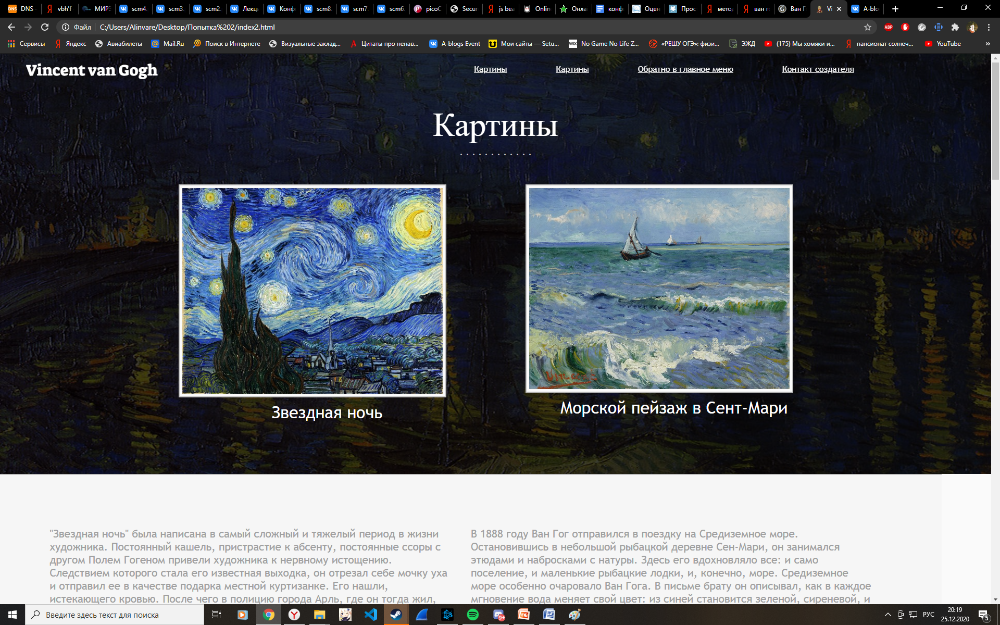 DNS -
vbh'f
МИРЭ
scm4.
scm3.
scm2.
Лекц
Конф
scm8.
scm7.
scm6.
picoC
Secur
js bea
Onlin
Онла
конф
Оцен
Прос
мето
ван го
Ван Г
Vi
A-blo
Файл
C:/Users/Alinvare/Desktop/Попытка%202/index2.html
Сервисы
Яндекс
Авиабилеты
Mail.Ru
Поиск в Интернете
Визуальные заклад...
Цитаты про ненав...
A-blogs Event
Мои сайты — Setu...
No Game No Life Z...
«РЕШУ ОГЭ»: физи...
ЭЖД
(175) Мы хомяки и...
пансионат солнеч...
YouTube
Vincent van Gogh
Картины
Картины
Обратно в главное меню
Контакт создателя
Картины
Звездная ночь
Морской пейзаж в Сент-Мари
"Звездная ночь" была написана в самый сложный и тяжелый период в жизни
художника. Постоянный кашель, пристрастие к абсенту, постоянные ссоры с
другом Полем Гогеном привели художника к нервному истощению.
Следствием которого стала его известная выходка, он отрезал себе мочку уха
и отправил ее в качестве подарка местной куртизанке. Его нашли,
истекающего кровью. После чего в полицию города Арль, где он тогда жил,
В 1888 году Ван Гог отправился в поездку на Средиземное море.
Остановившись в небольшой рыбацкой деревне Сен-Мари, он занимался
этюдами и набросками с натуры. Здесь его вдохновляло все: и само
поселение, и маленькие рыбацкие лодки, и, конечно, море. Средиземное
море особенно очаровало Ван Гога. В письме брату он описывал, как в каждое
мгновение вода меняет свой цвет: из синей становится зеленой, сиреневой, и
Введите здесь текст для поиска
РУС
20:19
25.12.2020
5